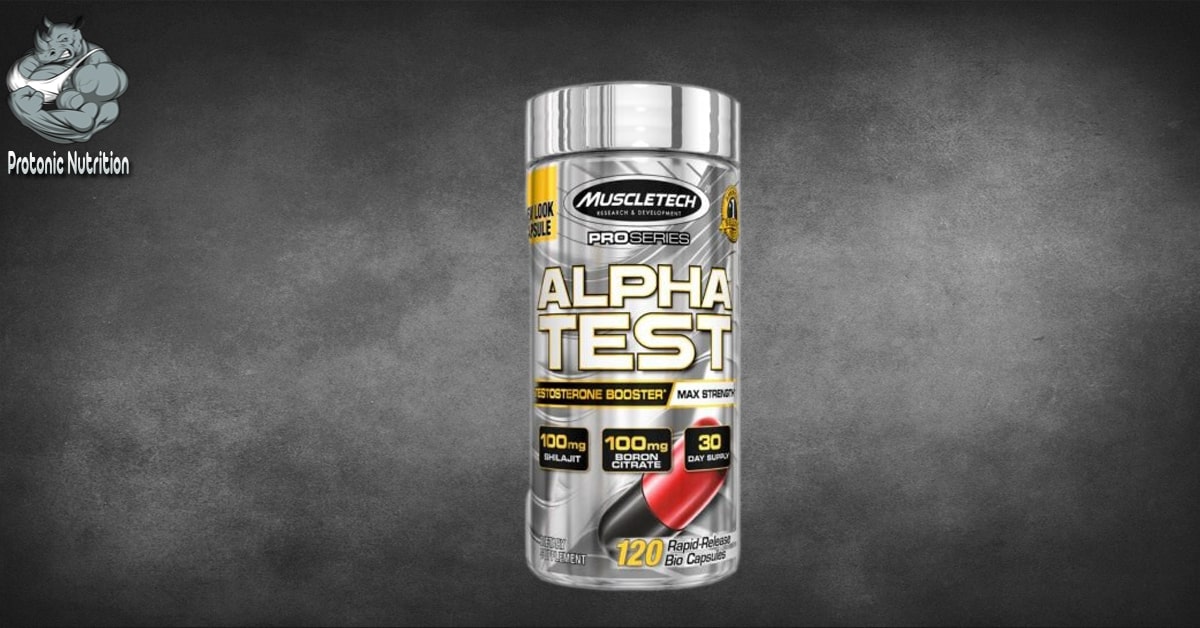 Protonic Nutrition
LOOK
MUSCLETECH
RESEARCH & DEVELOPMENT
PROSERIES
ALPHA
TEST
TESTOSTERONE BOOSTER*
MAX STRENGTH
100mg
SHILAJIT
100mg
BORON
CITRATE
30
DAY SUPPLY
120
Rapid-Release
Bio Capsules